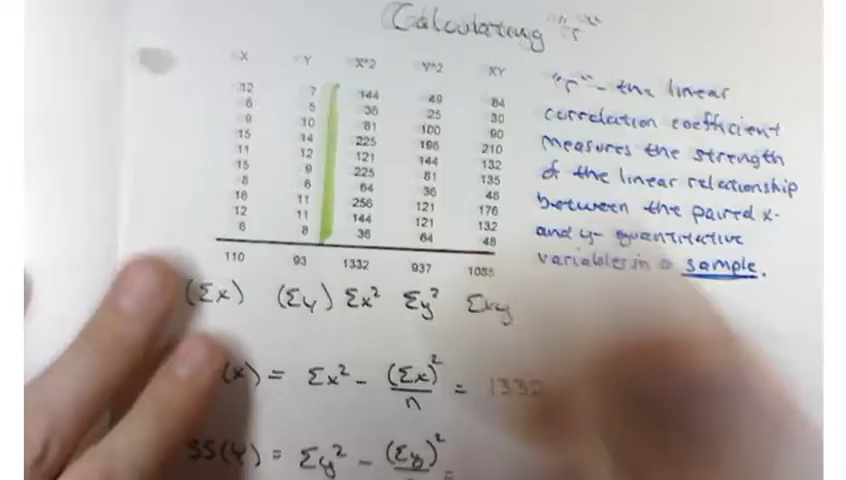 Calculating "r"
X Y X^2 Y^2 XY
12 7 144 49 84
6 5 36 25 30
9 10 81 100 90
15 14 225 196 210
11 12 121 144 132
15 9 225 81 135
8 6 64 36 48
16 11 256 121 176
12 11 144 121 132
6 8 36 64 48
110 93 1332 937 1085
(Σx) (Σy) Σx² Σy² Σxy
"r" - the linear
correlation coefficient
measures the strength
of the linear relationship
between the paired x-
and y- quantitative
variables in a sample.
(x) = Σx² - (Σx)²/n = 1332
SS(Y) = Σy² - (Σy)² =